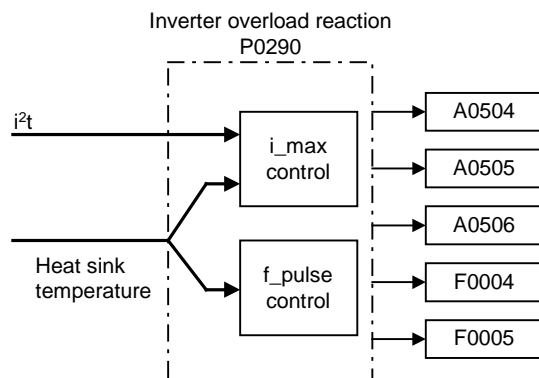 Inverter overload reaction
P0290
i²t
i_max
control
Heat sink
temperature
f_pulse
control
A0504
A0505
A0506
F0004
F0005